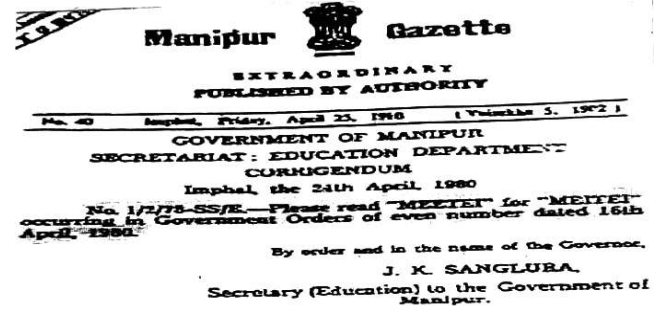 Manipur Gazette
EXTRAORDINARY
PUBLISHED BY AUTHORITY
No. 40 Imphal, Friday, April 25, 1980 ( Vaisakha 5, 1902 )
GOVERNMENT OF MANIPUR
SECRETARIAT : EDUCATION DEPARTMENT
CORRIGENDUM
Imphal, the 24th April, 1980
No. 1/2/78-SS/E.—Please read "MEETEI" for "MEITEI"
occurring in Government Orders of even number dated 16th
April, 1980.
By order and in the name of the Governor,
J. K. SANGLURA,
Secretary (Education) to the Government of
Manipur.